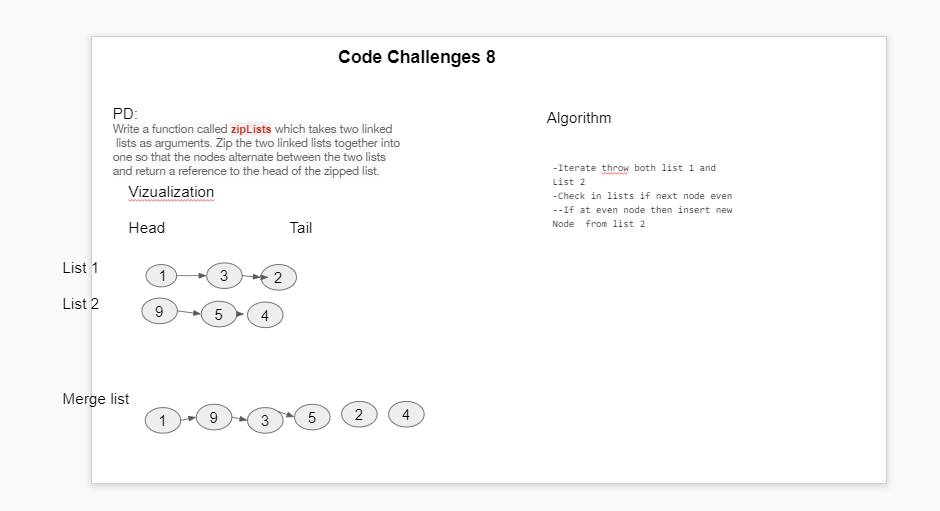 Code Challenges 8
PD:
Write a function called zipLists which takes two linked
lists as arguments. Zip the two linked lists together into
one so that the nodes alternate between the two lists
and return a reference to the head of the zipped list.
Vizualization
Head
Tail
List 1
1
3
2
List 2
9
5
4
Merge list
1
9
3
5
2
4
Algorithm
-Iterate throw both list 1 and
List 2
-Check in lists if next node even
--If at even node then insert new
Node from list 2